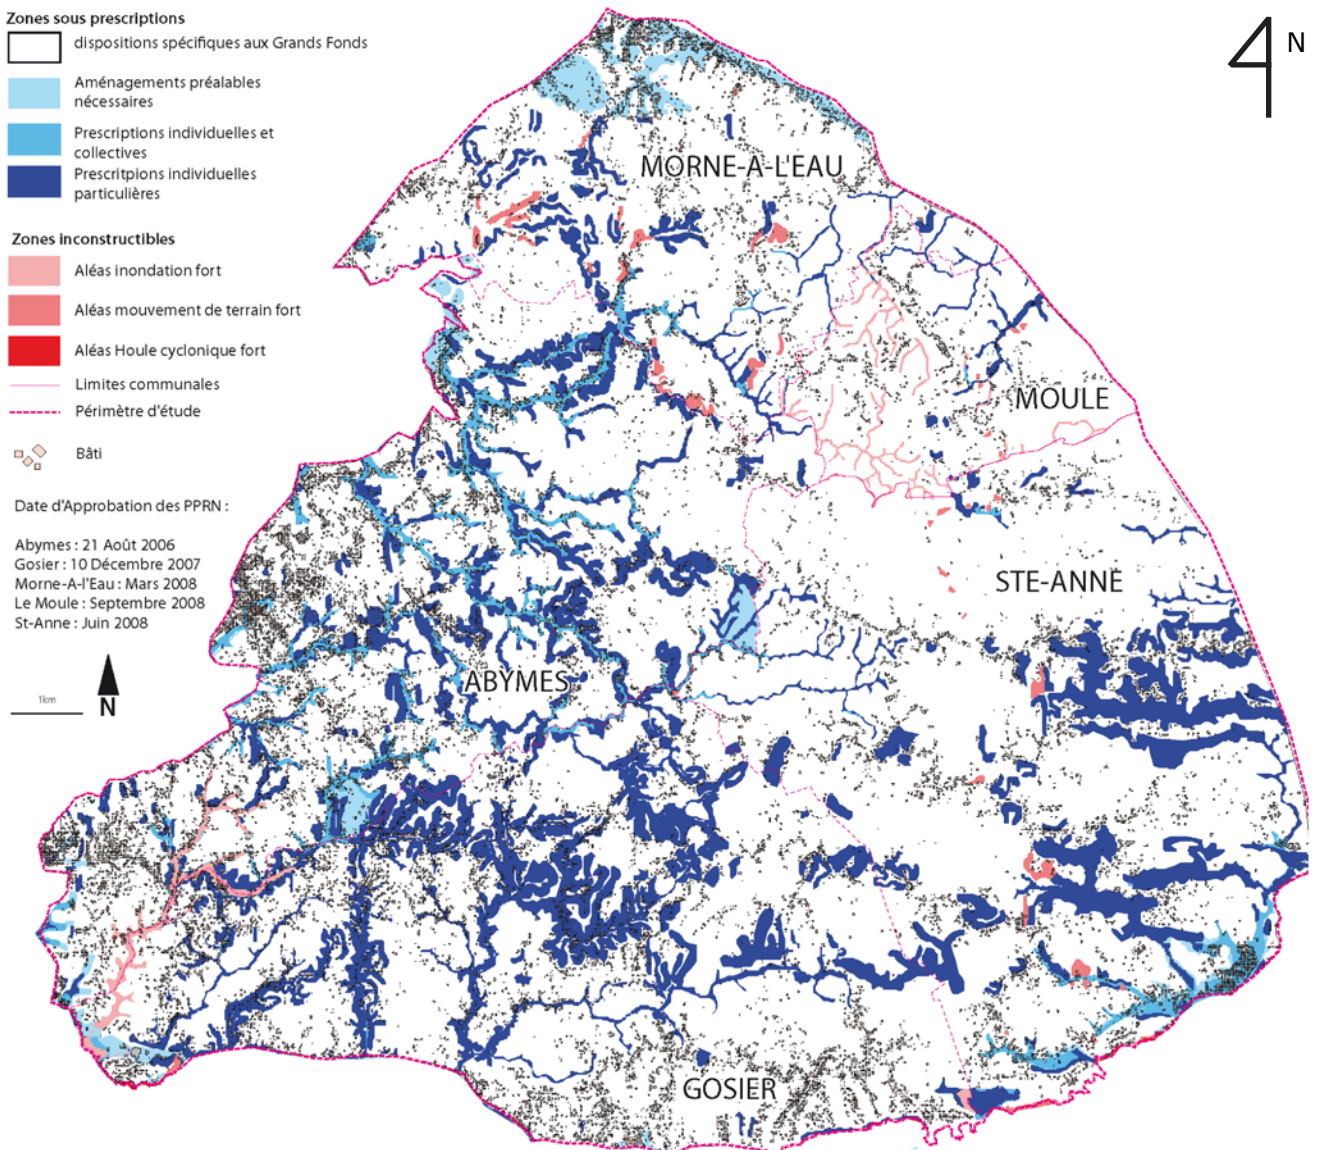 Zones sous prescriptions
dispositions spécifiques aux Grands Fonds
Aménagements préalables
nécessaires
Prescriptions individuelles et
collectives
Prescritpions individuelles
particulières
Zones inconstructibles
Aléas inondation fort
Aléas mouvement de terrain fort
Aléas Houle cyclonique fort
Limites communales
Périmètre d'étude
Bâti
Date d'Approbation des PPRN :
Abymes : 21 Août 2006
Gosier : 10 Décembre 2007
Morne-A-l'Eau : Mars 2008
Le Moule : Septembre 2008
St-Anne : Juin 2008
1km
N
N
MORNE-A-L'EAU
MOULE
STE-ANNE
ABYMES
GOSIER